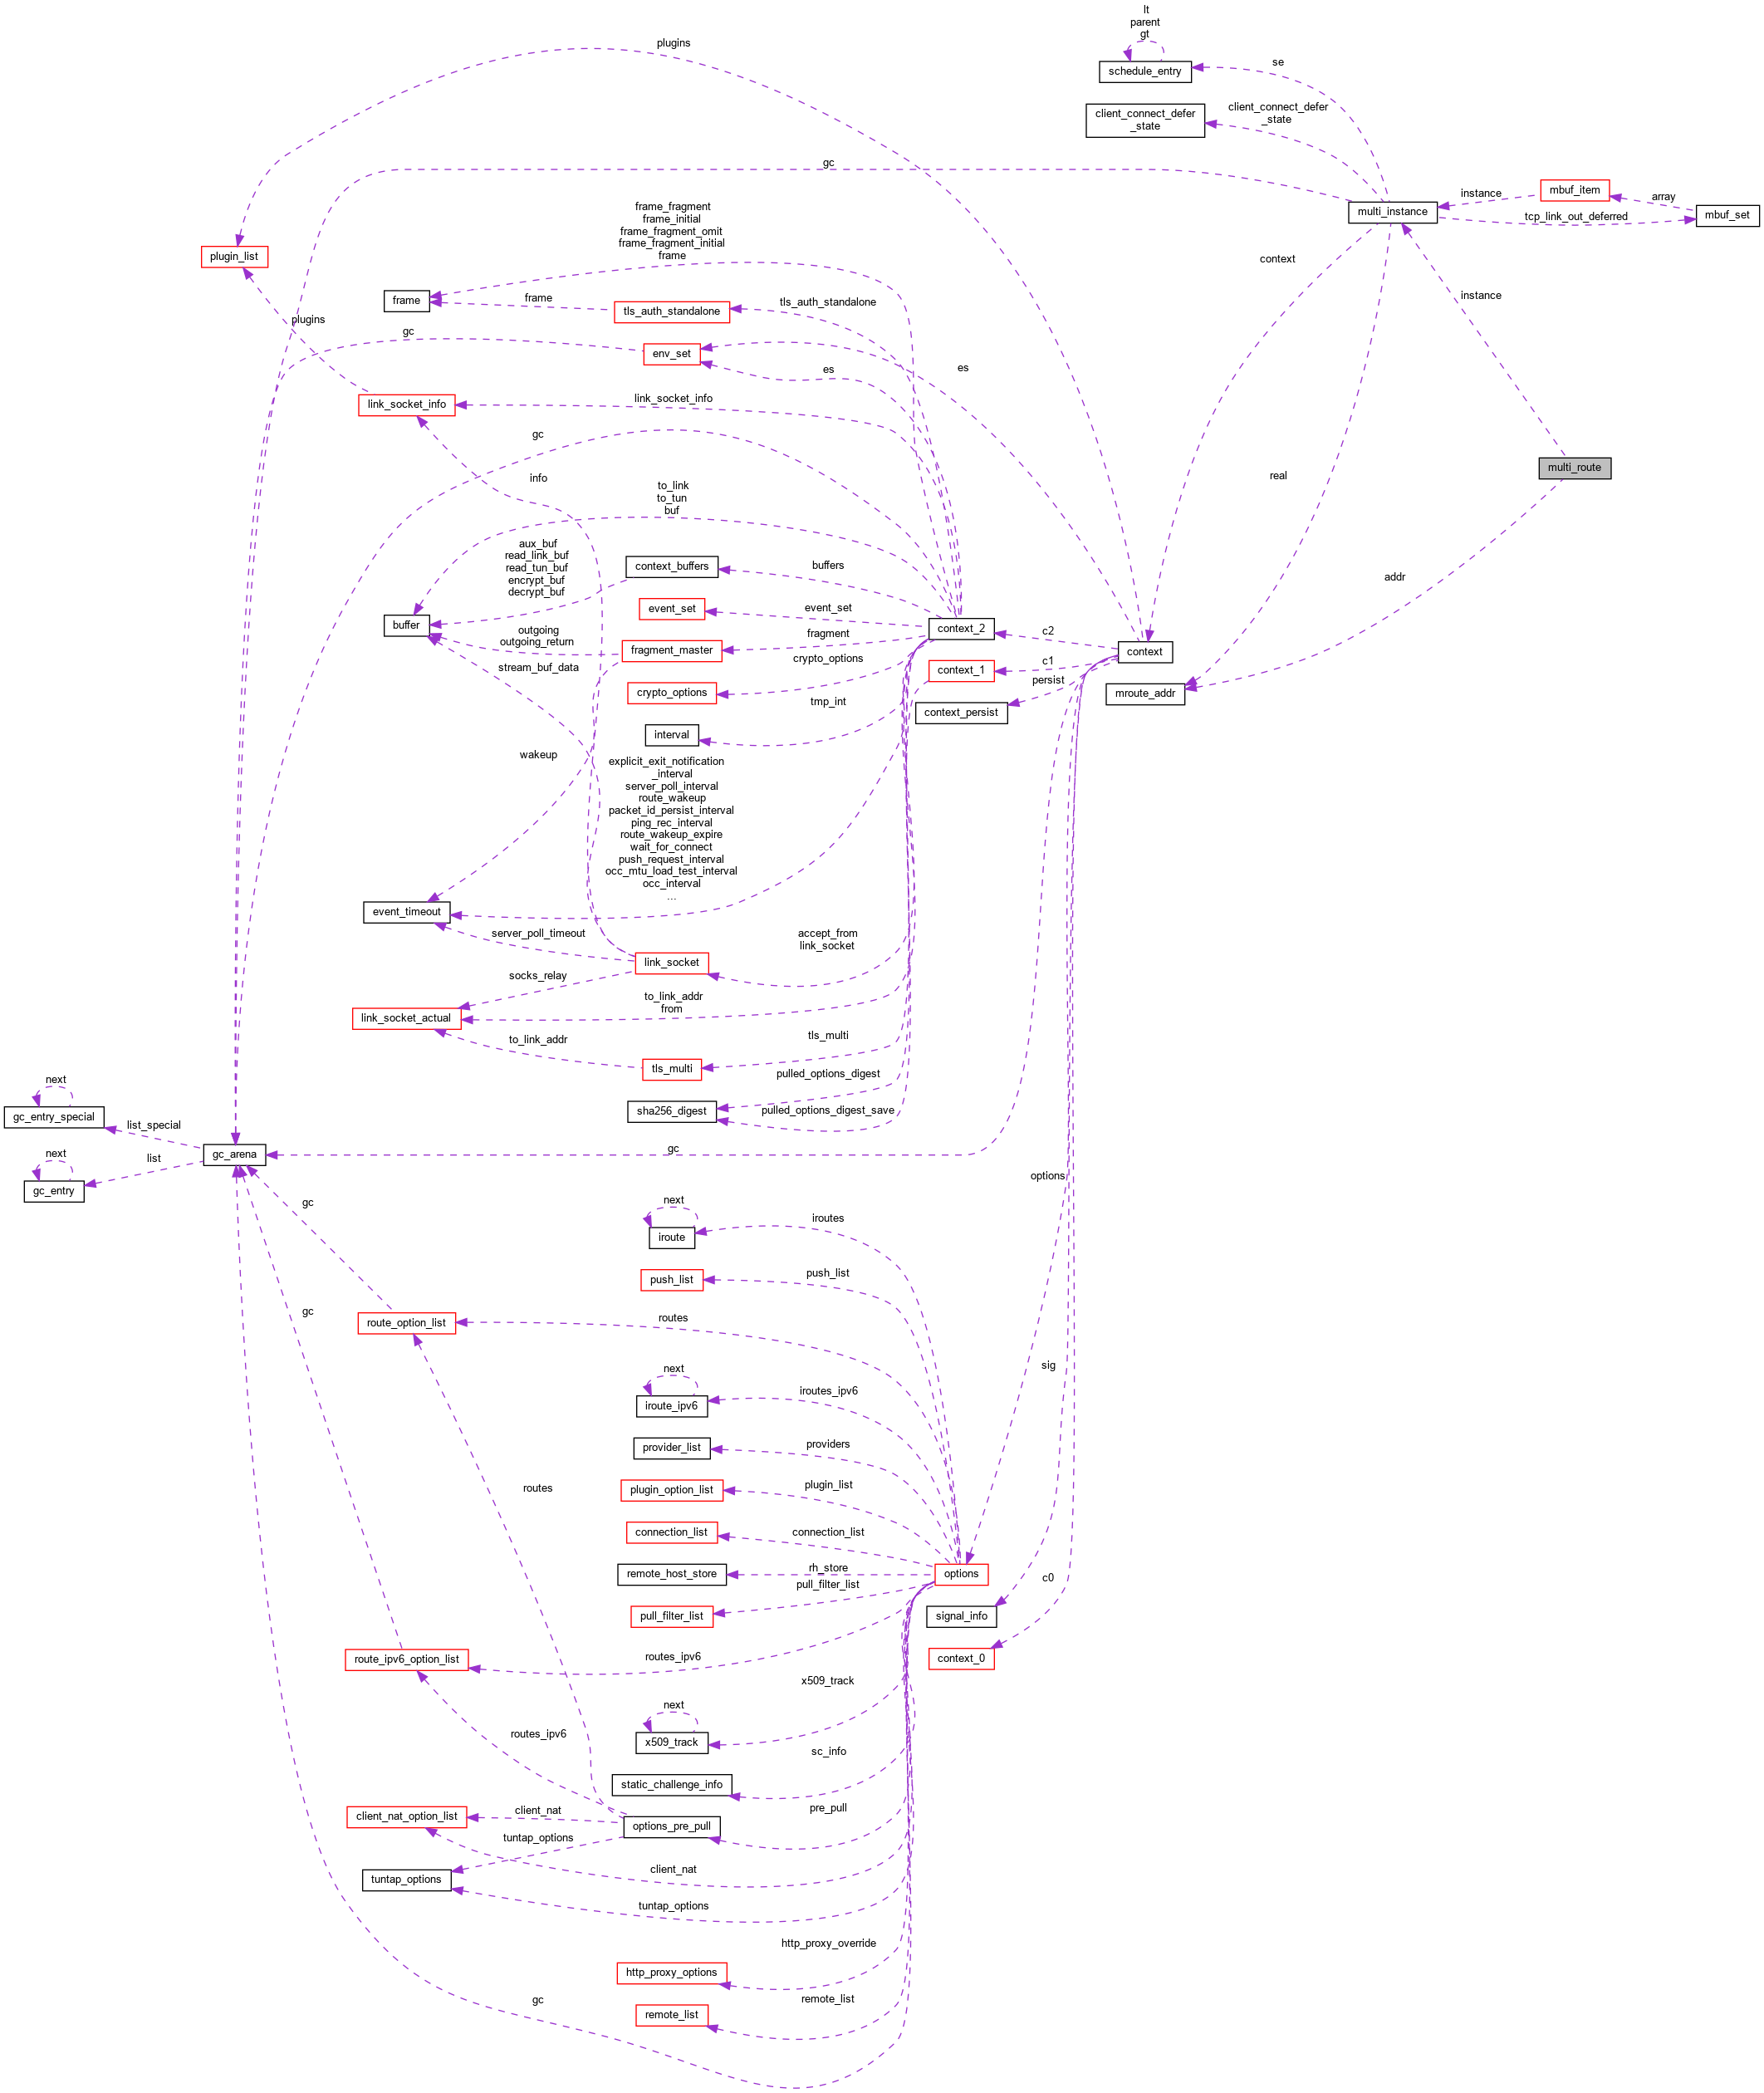 lt
parent
gt
plugins
schedule_entry
se
client_connect_defer
_state
client_connect_defer
_state
gc
mbuf_item
instance
array
multi_instance
mbuf_set
tcp_link_out_deferred
frame_fragment
frame_initial
frame_fragment_omit
frame_fragment_initial
frame
plugin_list
context
frame
frame
tls_auth_standalone
tls_auth_standalone
instance
plugins
gc
env_set
es
es
link_socket_info
link_socket_info
gc
info
multi_route
real
to_link
to_tun
buf
aux_buf
read_link_buf
read_tun_buf
encrypt_buf
decrypt_buf
context_buffers
buffers
addr
event_set
event_set
buffer
outgoing
outgoing_return
fragment_master
fragment
context_2
c2
context
stream_buf_data
crypto_options
crypto_options
context_1
c1
persist
mroute_addr
tmp_int
context_persist
interval
wakeup
explicit_exit_notification
_interval
server_poll_interval
route_wakeup
packet_id_persist_interval
ping_rec_interval
route_wakeup_expire
wait_for_connect
push_request_interval
occ_mtu_load_test_interval
occ_interval
...
event_timeout
server_poll_timeout
accept_from
link_socket
link_socket
socks_relay
to_link_addr
from
link_socket_actual
to_link_addr
tls_multi
tls_multi
pulled_options_digest
sha256_digest
pulled_options_digest_save
next
gc_entry_special
list_special
gc_arena
next
list
gc_entry
gc
options
gc
next
iroute
iroutes
push_list
push_list
gc
route_option_list
routes
next
iroute_ipv6
iroutes_ipv6
sig
provider_list
providers
routes
plugin_option_list
plugin_list
connection_list
connection_list
remote_host_store
rh_store
options
c0
pull_filter_list
pull_filter_list
signal_info
route_ipv6_option_list
routes_ipv6
context_0
x509_track
next
x509_track
routes_ipv6
sc_info
static_challenge_info
client_nat_option_list
client_nat
options_pre_pull
pre_pull
tuntap_options
tuntap_options
client_nat
tuntap_options
http_proxy_override
http_proxy_options
gc
remote_list
remote_list